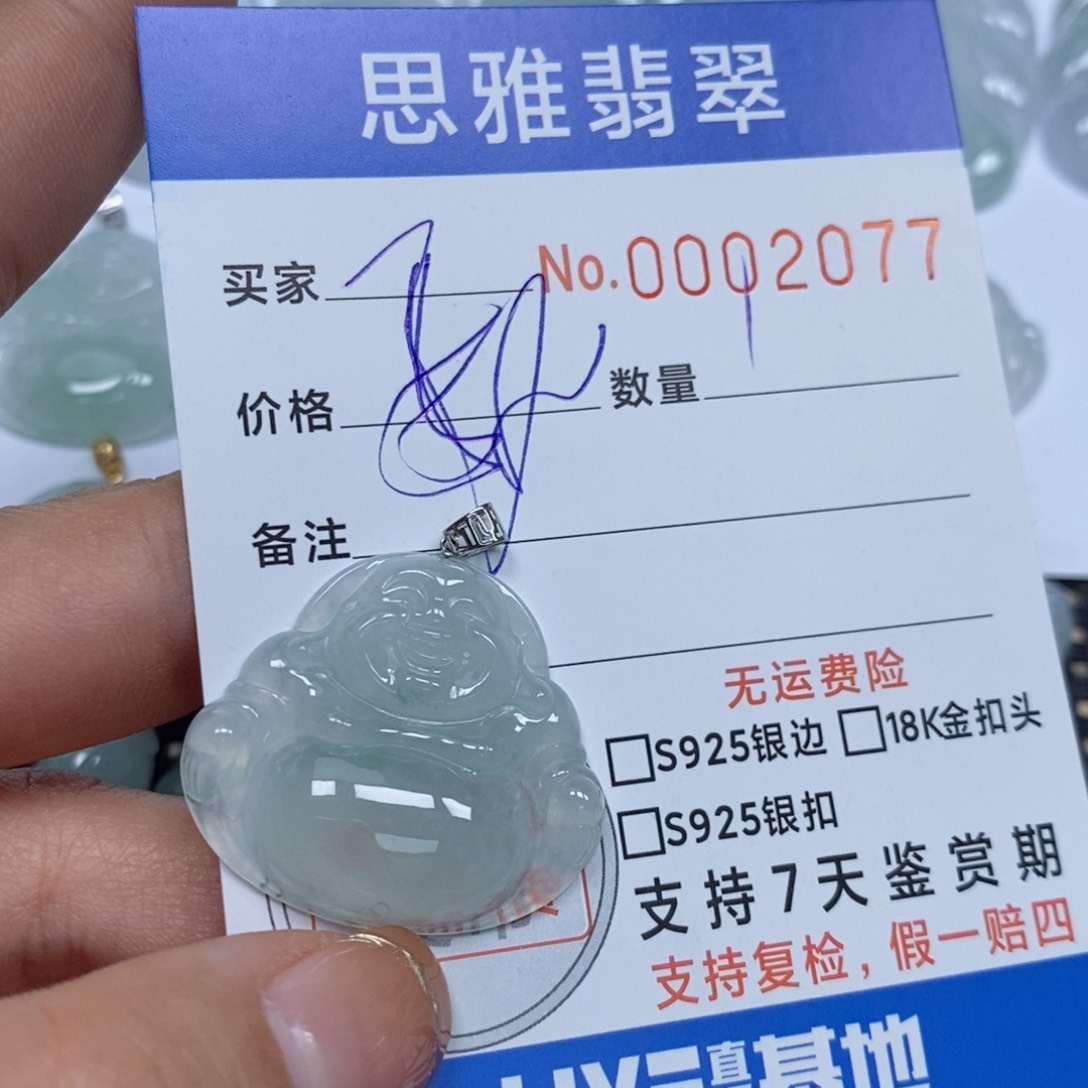 思雅翡翠
买家 No.0002077
价格 数量
备注
无运费险
□S925银边 □18K金扣头
□S925银扣
支持7天鉴赏期
支持复检，假一赔四
基地